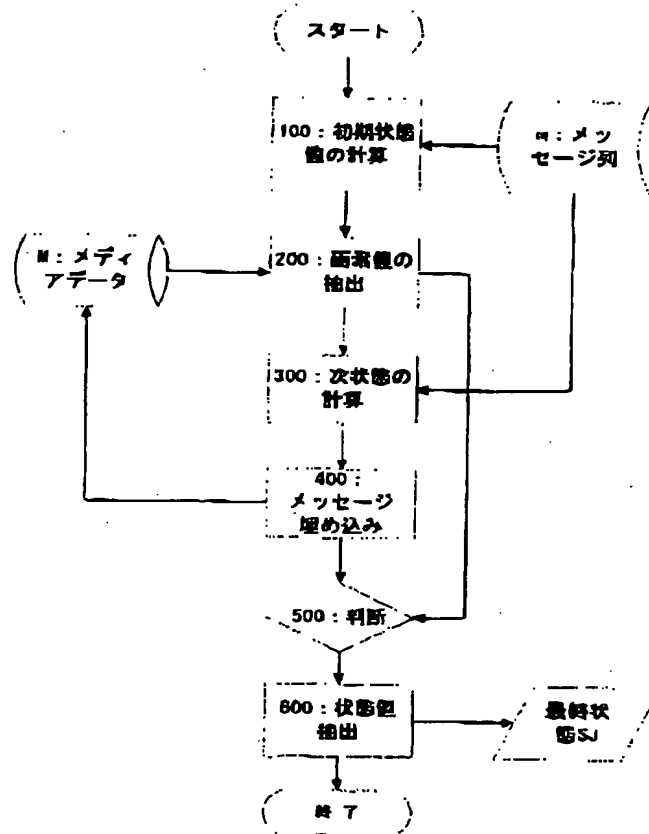 スタート
100：初期状態
値の計算
m：メッ
セージ列
M：メディ
アデータ
200：画素値の
抽出
300：次状態の
計算
400：
メッセージ
埋め込み
500：判断
600：状態値
抽出
最終状
態SJ
終了